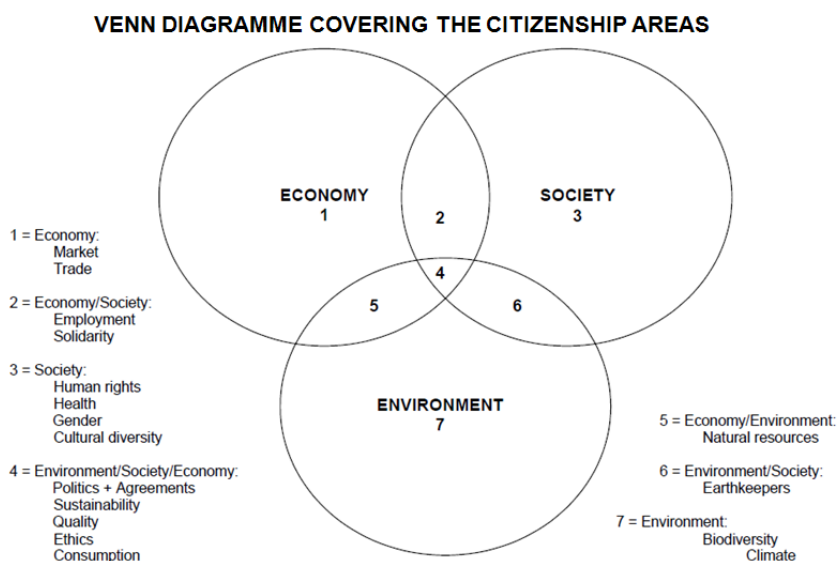 VENN DIAGRAMME COVERING THE CITIZENSHIP AREAS
ECONOMY
1
2
SOCIETY
3
4
5
6
ENVIRONMENT
7
1 = Economy:
Market
Trade
2 = Economy/Society:
Employment
Solidarity
3 = Society:
Human rights
Health
Gender
Cultural diversity
4 = Environment/Society/Economy:
Politics + Agreements
Sustainability
Quality
Ethics
Consumption
5 = Economy/Environment:
Natural resources
6 = Environment/Society:
Earthkeepers
7 = Environment:
Biodiversity
Climate